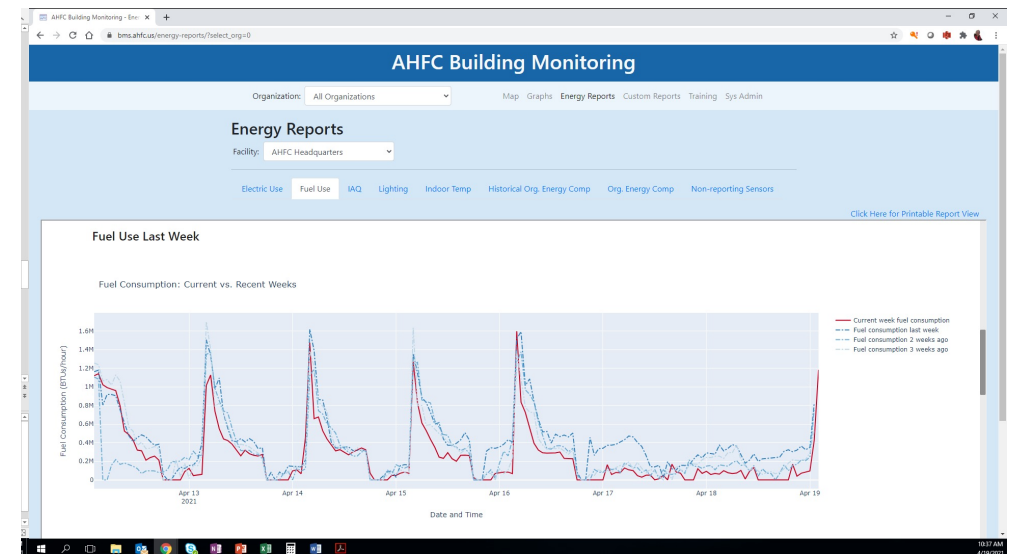 AHFC Building Monitoring - Ene
bms.ahfc.us/energy-reports/?select_org=0
AHFC Building Monitoring
Organization: All Organizations Map Graphs Energy Reports Custom Reports Training Sys Admin
Energy Reports
Facility: AHFC Headquarters
Electric Use Fuel Use IAQ Lighting Indoor Temp Historical Org. Energy Comp Org. Energy Comp Non-reporting Sensors
Click Here for Printable Report View
Fuel Use Last Week
Fuel Consumption: Current vs. Recent Weeks
Current week fuel consumption
Fuel consumption last week
Fuel consumption 2 weeks ago
Fuel consumption 3 weeks ago
Fuel Consumption (BTUs/hour)
1.6M
1.4M
1.2M
1M
0.8M
0.6M
0.4M
0.2M
0
Apr 13 Apr 14 Apr 15 Apr 16 Apr 17 Apr 18 Apr 19
2021
Date and Time
10:37 AM
4/19/2021